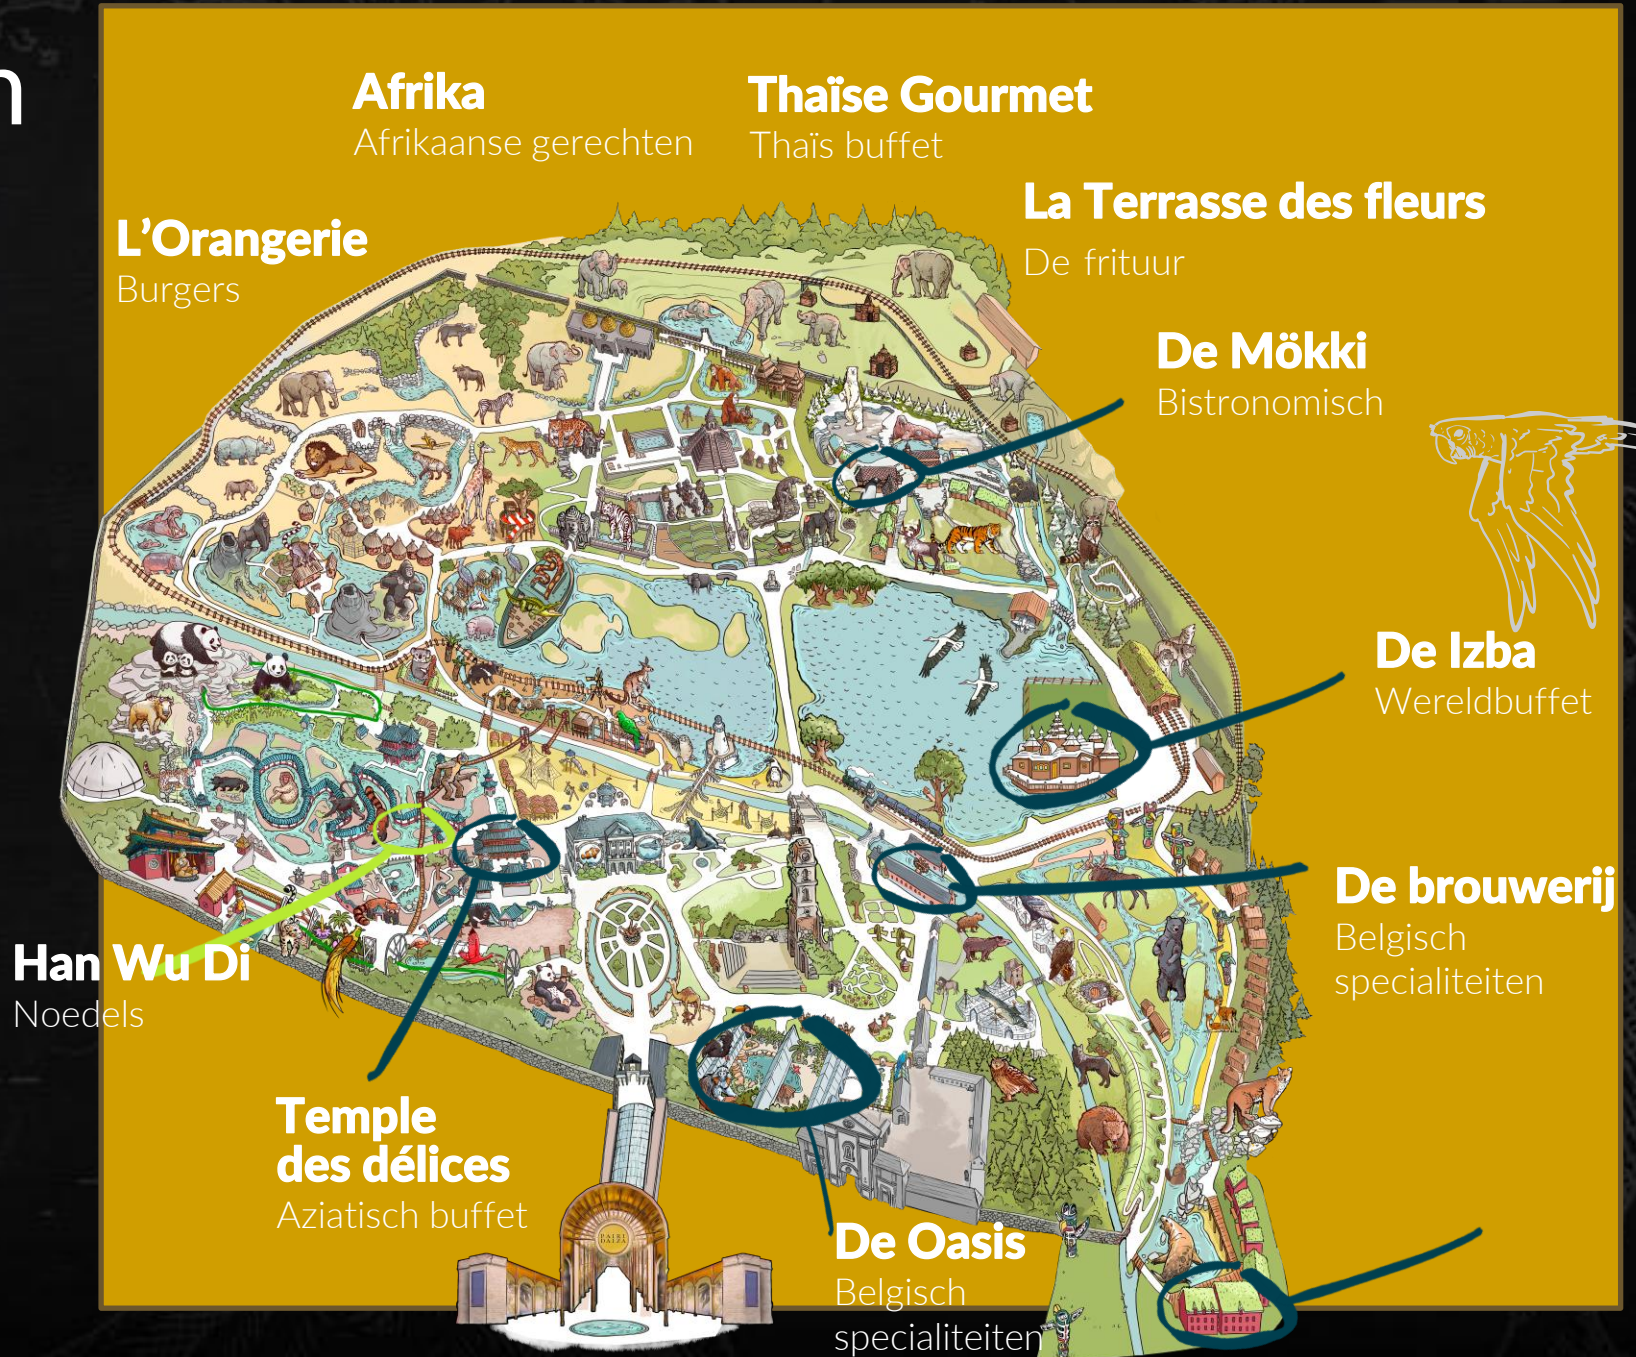 n
Afrika
Afrikaanse gerechten
Thaïse Gourmet
Thaïs buffet
La Terrasse des fleurs
De frituur
L'Orangerie
Burgers
De Mökki
Bistronomisch
De Izba
Wereldbuffet
De brouwerij
Belgisch
specialiteiten
Han Wu Di
Noedels
Temple
des délices
Aziatisch buffet
De Oasis
Belgisch
specialiteiten
PAIRI
DAIZA